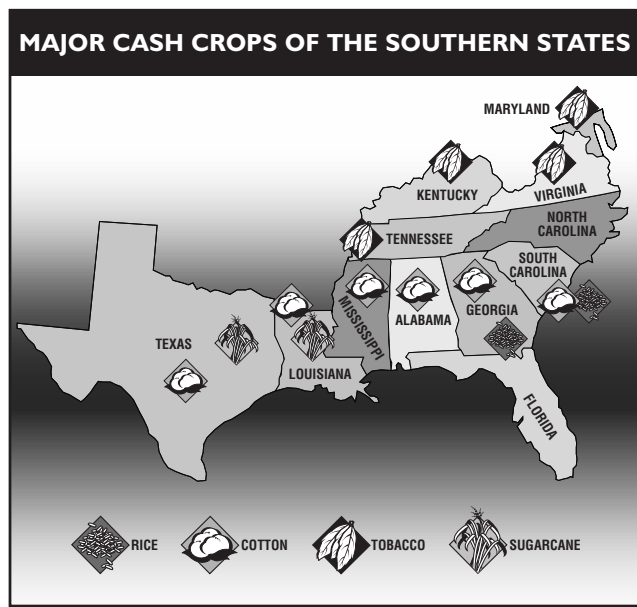 MAJOR CASH CROPS OF THE SOUTHERN STATES
MARYLAND
KENTUCKY
VIRGINIA
NORTH
CAROLINA
TENNESSEE
SOUTH
CAROLINA
MISSISSIPPI
ALABAMA
GEORGIA
TEXAS
LOUISIANA
FLORIDA
RICE
COTTON
TOBACCO
SUGARCANE